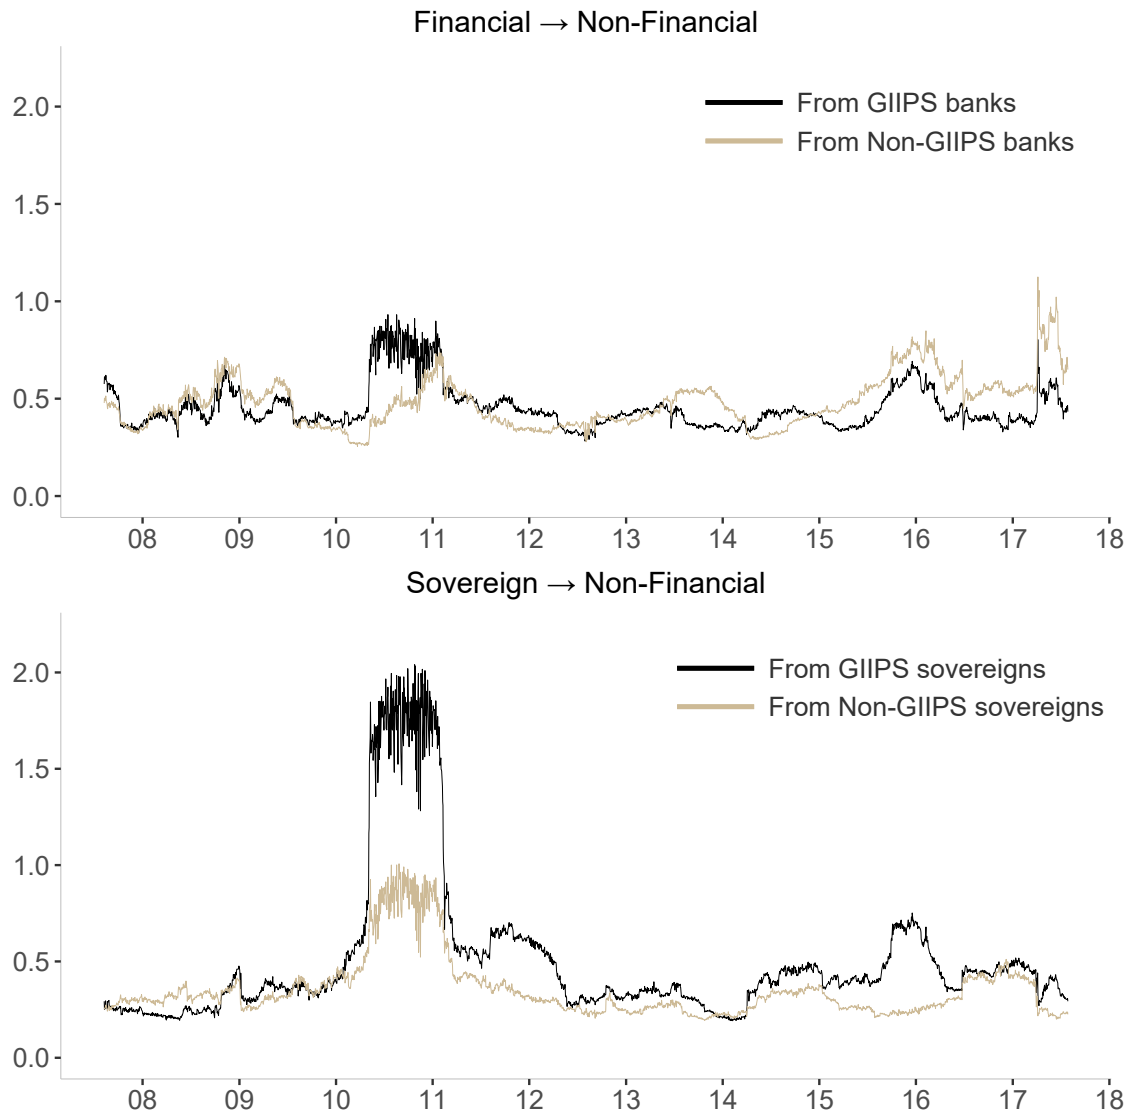 Financial → Non-Financial
2.0
1.5
1.0
0.5
0.0
From GIIPS banks
From Non-GIIPS banks
08 09 10 11 12 13 14 15 16 17 18
Sovereign → Non-Financial
2.0
1.5
1.0
0.5
0.0
From GIIPS sovereigns
From Non-GIIPS sovereigns
08 09 10 11 12 13 14 15 16 17 18